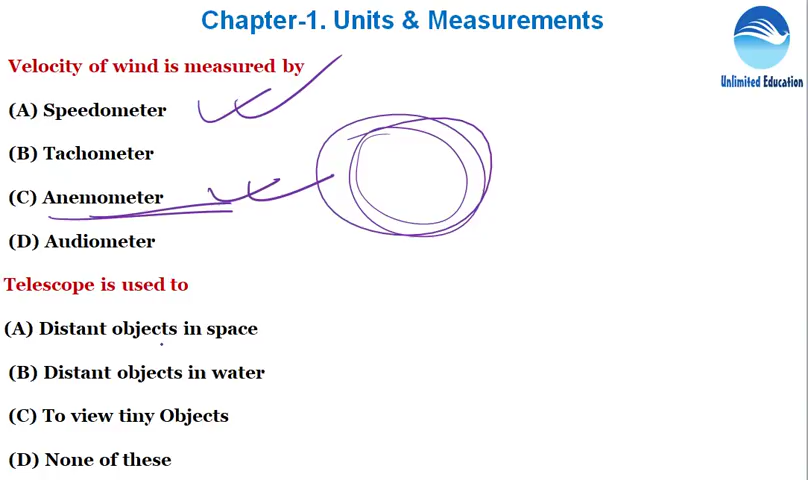 Chapter-1. Units & Measurements
Unlimited Education
Velocity of wind is measured by
(A) Speedometer
(B) Tachometer
(C) Anemometer
(D) Audiometer
Telescope is used to
(A) Distant objects in space
(B) Distant objects in water
(C) To view tiny Objects
(D) None of these